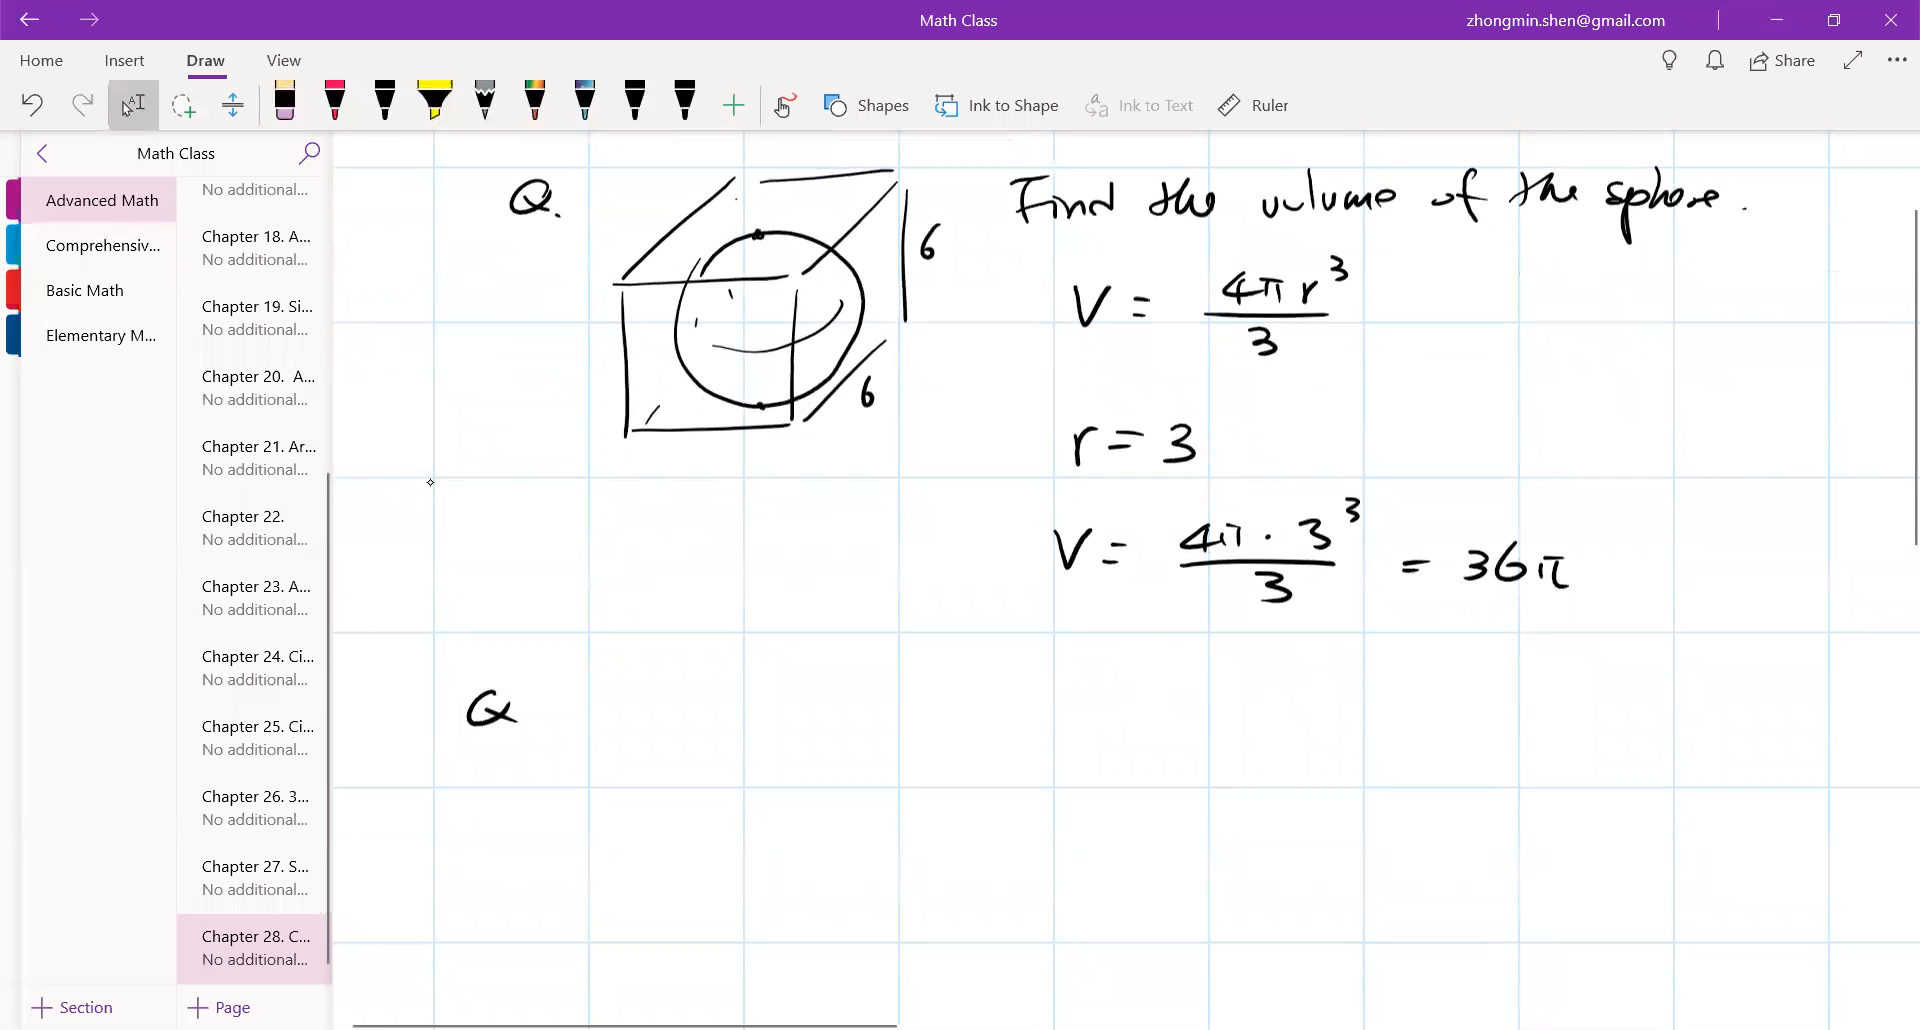 Math Class
zhongmin.shen@gmail.com
Home Insert Draw View
Share
Shapes Ink to Shape Ink to Text Ruler
Math Class
Advanced Math
Comprehensiv...
Basic Math
Elementary M...
No additional...
Chapter 18. A...
No additional...
Chapter 19. Si...
No additional...
Chapter 20.  A...
No additional...
Chapter 21. Ar...
No additional...
Chapter 22.
No additional...
Chapter 23. A...
No additional...
Chapter 24. Ci...
No additional...
Chapter 25. Ci...
No additional...
Chapter 26. 3...
No additional...
Chapter 27. S...
No additional...
Chapter 28. C...
No additional...
Section
Page
Q.
6
6
Find the volume of the sphere.
V = 4πr³ / 3
r = 3
V = 4π · 3³ / 3 = 36π
Q